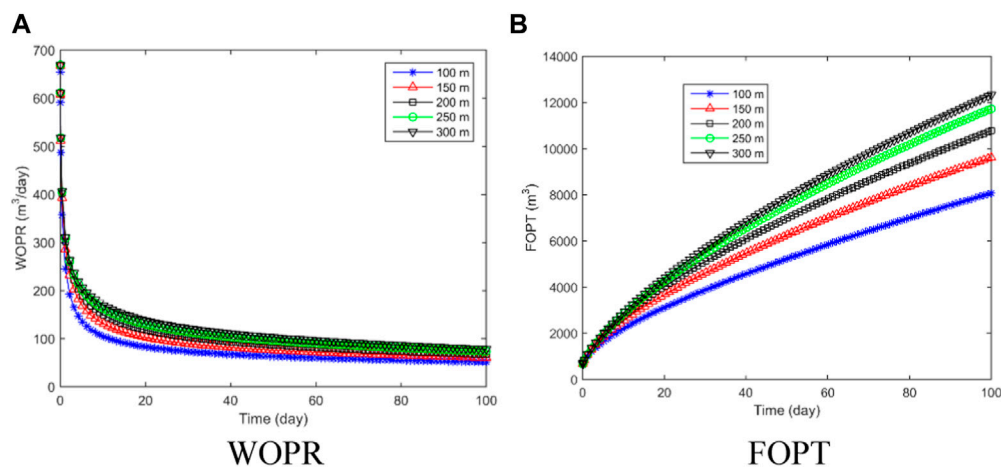 A
700
600
500
400
300
200
100
0
WOPR (m³/day)
0 20 40 60 80 100
Time (day)
100 m
150 m
200 m
250 m
300 m
WOPR
B
14000
12000
10000
8000
6000
4000
2000
0
FOPT (m³)
0 20 40 60 80 100
Time (day)
100 m
150 m
200 m
250 m
300 m
FOPT